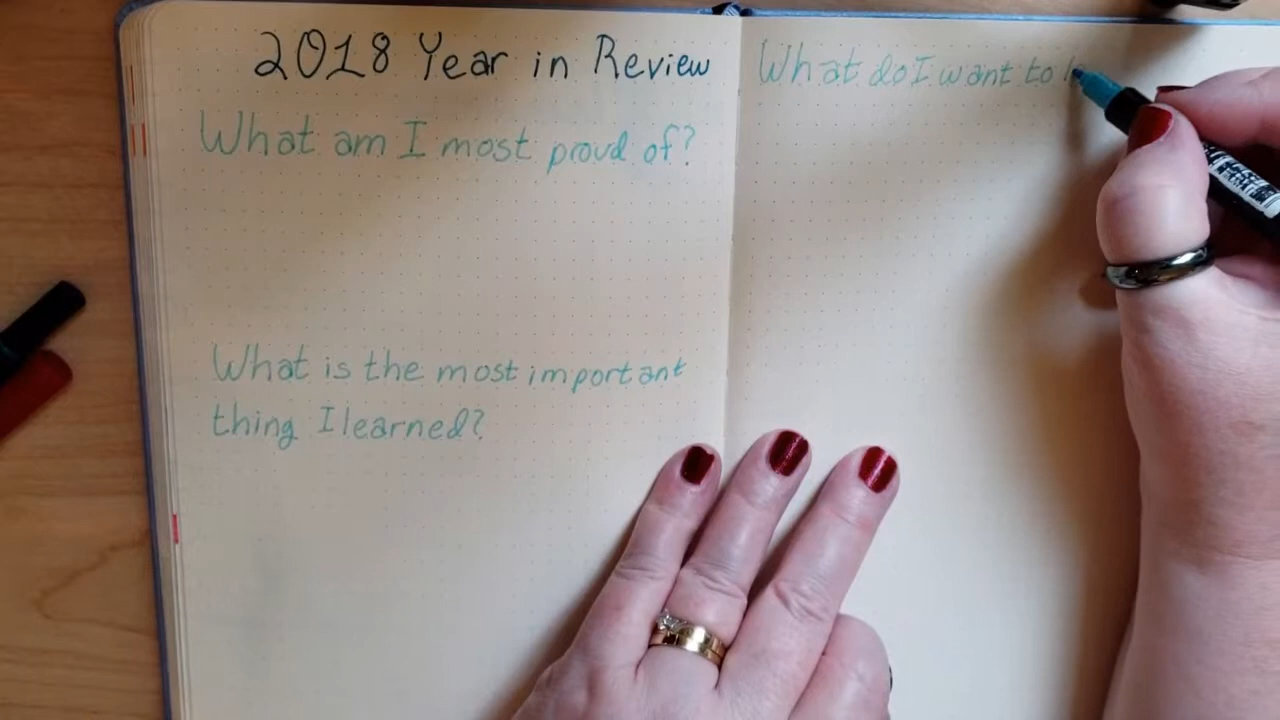 2018 Year in Review
What am I most proud of?
What is the most important
thing I learned?
What do I want to